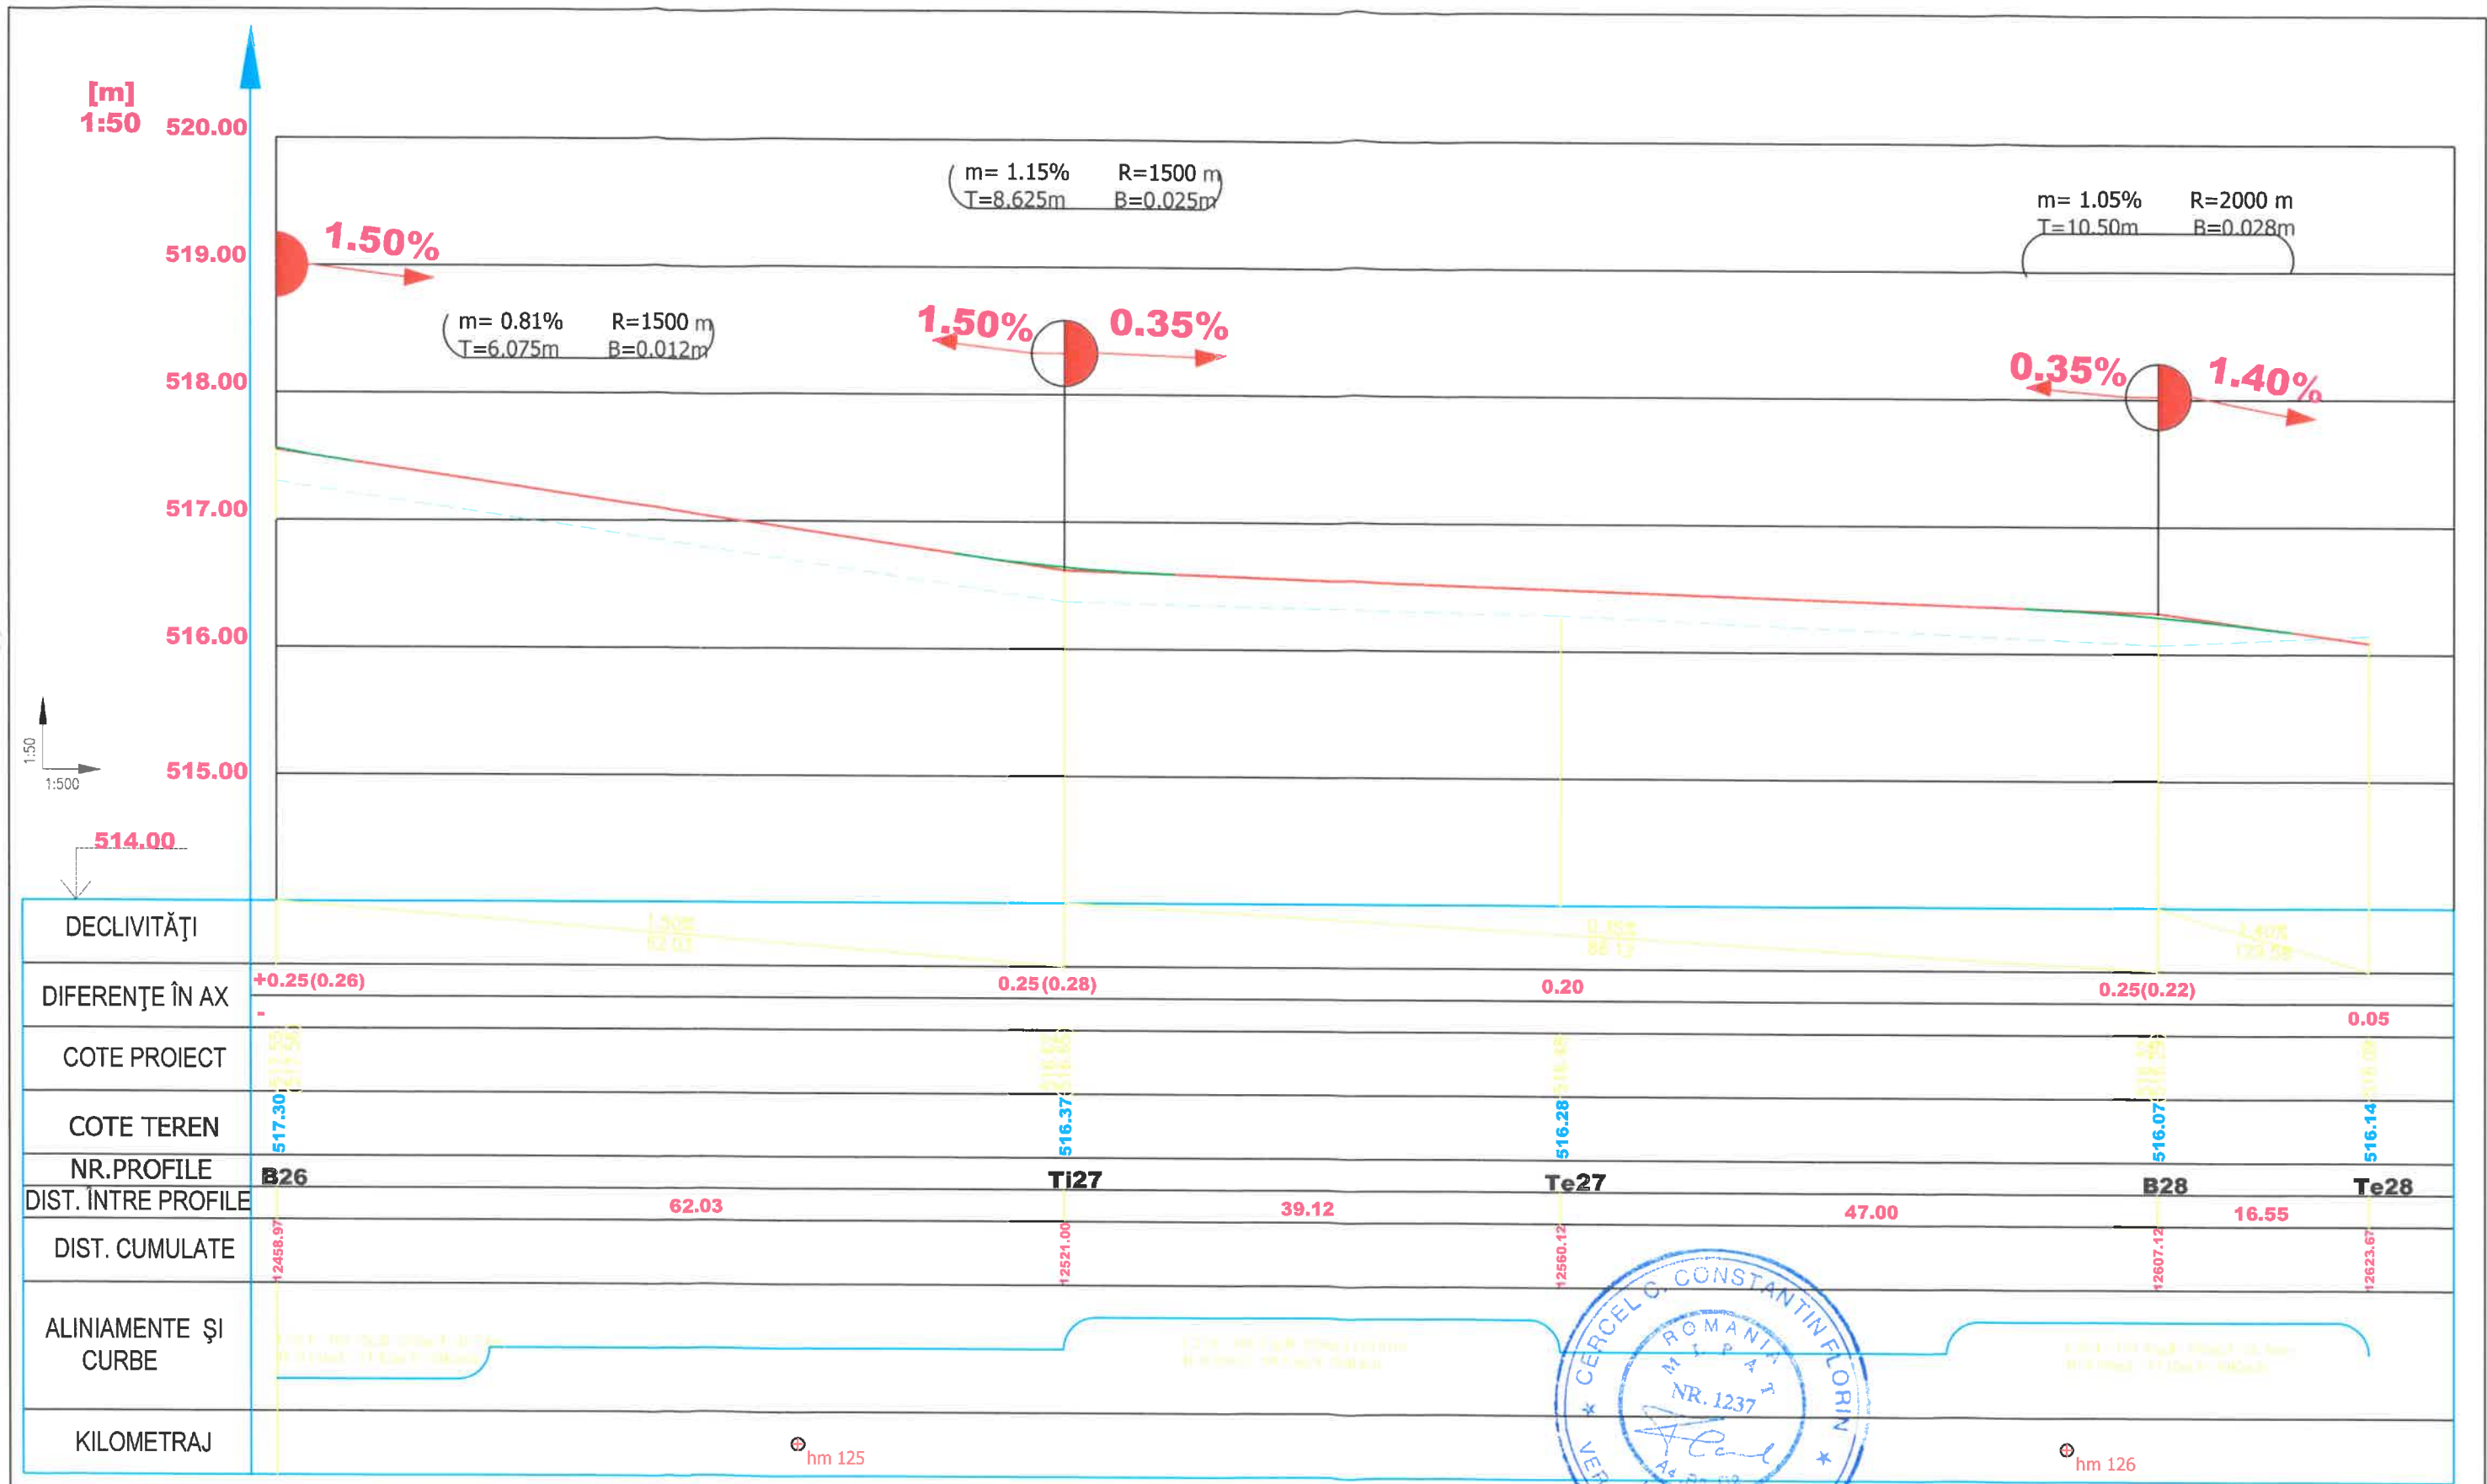 [m]
1:50
520.00
519.00
518.00
517.00
516.00
515.00
514.00
1:50
1:500
1.50%
m= 0.81% R=1500 m
T=6.075m B=0.012m
m= 1.15% R=1500 m
T=8.625m B=0.025m
1.50% 0.35%
m= 1.05% R=2000 m
T=10.50m B=0.028m
0.35% 1.40%
DECLIVITĂŢI
1.40%
DIFERENŢE ÎN AX
+0.25(0.26) 0.25(0.28) 0.20 0.25(0.22)
- 0.05
COTE PROIECT
COTE TEREN 517.30 516.37 516.28 516.07 516.14
NR.PROFILE B26 Ti27 Te27 B28 Te28
DIST. ÎNTRE PROFILE 62.03 39.12 47.00 16.55
DIST. CUMULATE 12458.97 12521.00 12560.12 12607.12 12623.67
ALINIAMENTE ŞI
CURBE
KILOMETRAJ hm 125 hm 126
★ CERCEL C. CONSTANTIN FLORIN ★
ROMANIA
M L P A T
NR. 1237